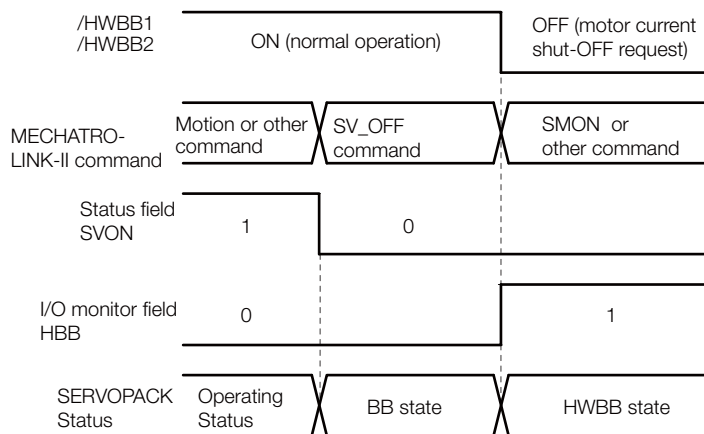 /HWBB1
/HWBB2
ON (normal operation)
OFF (motor current
shut-OFF request)
MECHATRO-
LINK-II command
Motion or other
command
SV_OFF
command
SMON or
other command
Status field
SVON
1
0
I/O monitor field
HBB
0
1
SERVOPACK
Status
Operating
Status
BB state
HWBB state